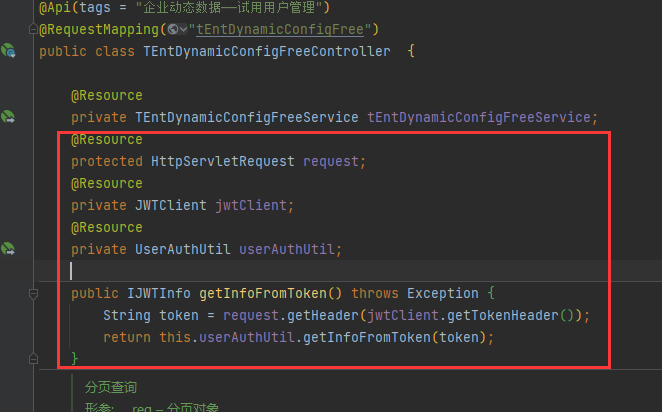 @Api(tags = "企业动态数据——试用用户管理")
@RequestMapping("tEntDynamicConfigFree")
public class TEntDynamicConfigFreeController {
@Resource
private TEntDynamicConfigFreeService tEntDynamicConfigFreeService;
@Resource
protected HttpServletRequest request;
@Resource
private JWTClient jwtClient;
@Resource
private UserAuthUtil userAuthUtil;
public IJWTInfo getInfoFromToken() throws Exception {
String token = request.getHeader(jwtClient.getTokenHeader());
return this.userAuthUtil.getInfoFromToken(token);
}
分页查询
形参: req – 分页对象